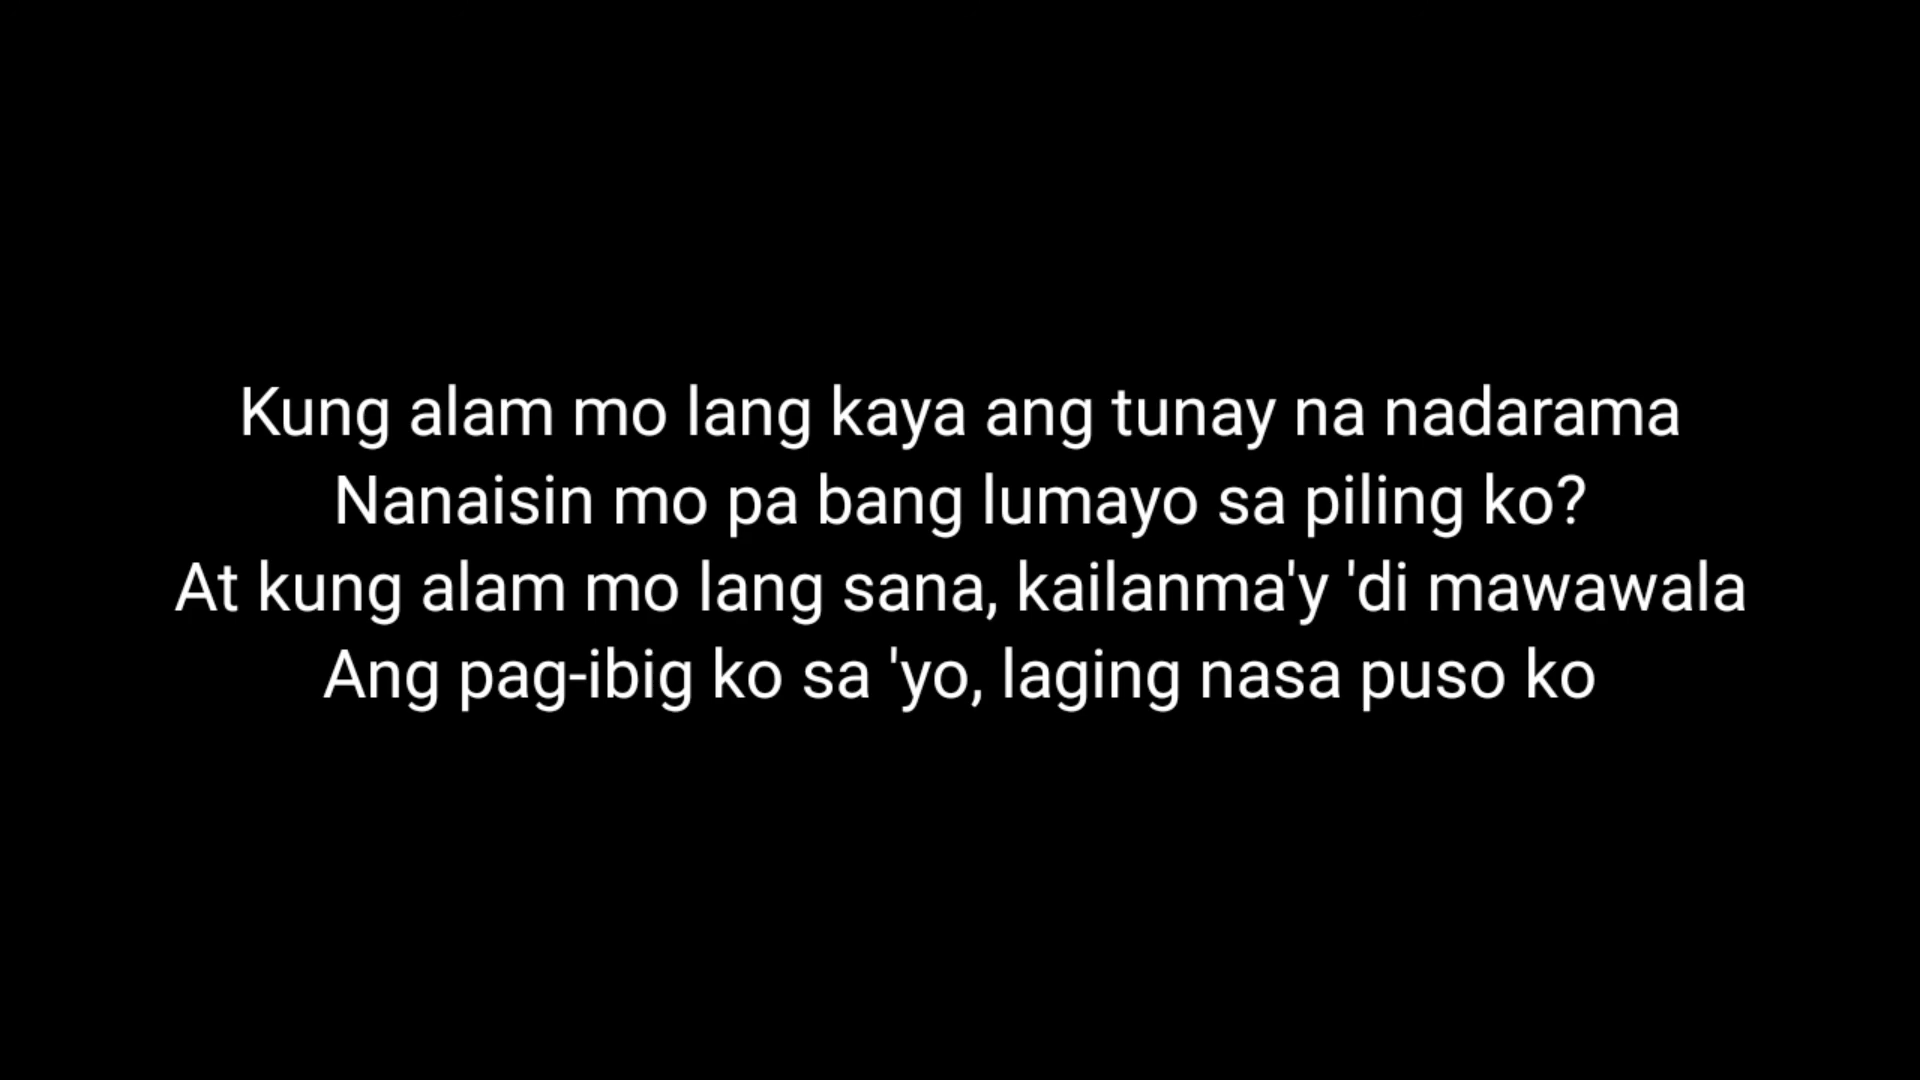 Kung alam mo lang kaya ang tunay na nadarama
Nanaisin mo pa bang lumayo sa piling ko?
At kung alam mo lang sana, kailanma'y 'di mawawala
Ang pag-ibig ko sa 'yo, laging nasa puso ko